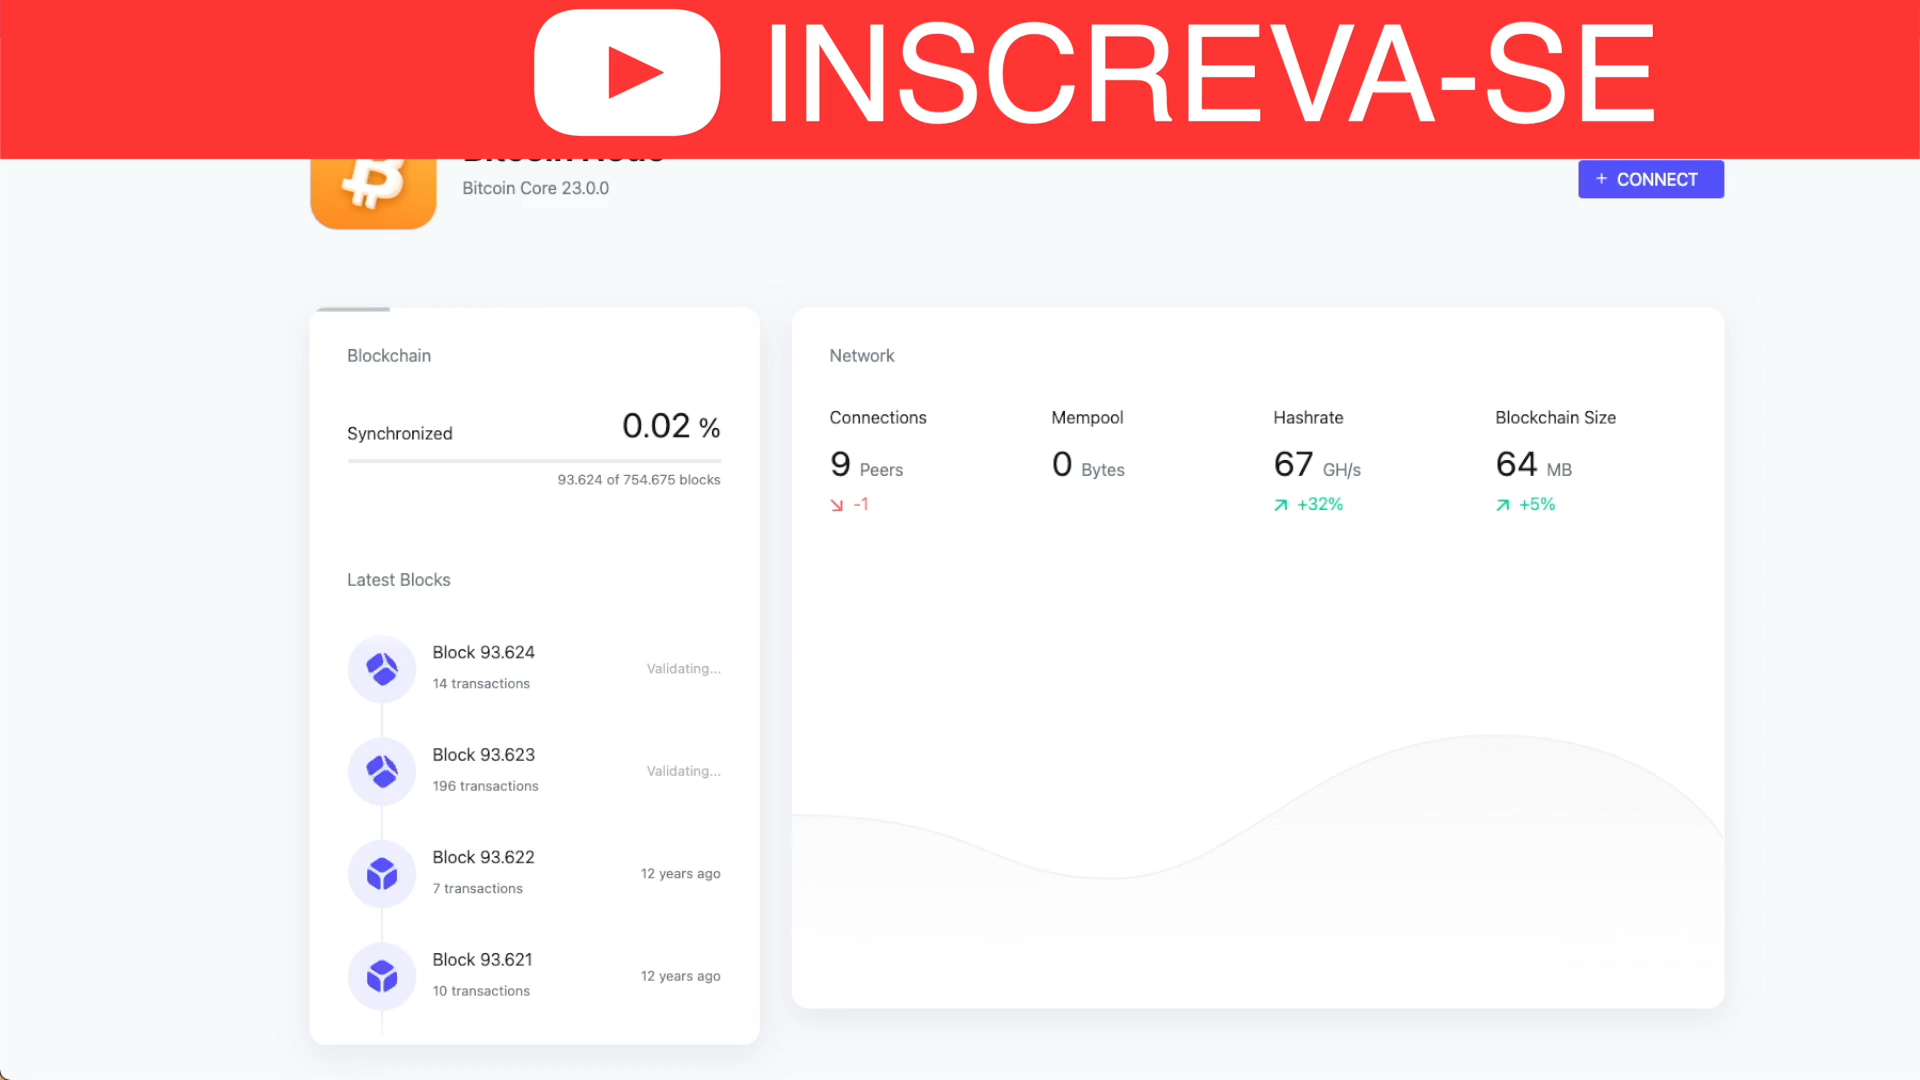 INSCREVA-SE
Bitcoin Core 23.0.0
+ CONNECT
Blockchain
Synchronized
0.02 %
93.624 of 754.675 blocks
Latest Blocks
Block 93.624
14 transactions
Validating...
Block 93.623
196 transactions
Validating...
Block 93.622
7 transactions
12 years ago
Block 93.621
10 transactions
12 years ago
Network
Connections
9 Peers
-1
Mempool
0 Bytes
Hashrate
67 GH/s
+32%
Blockchain Size
64 MB
+5%